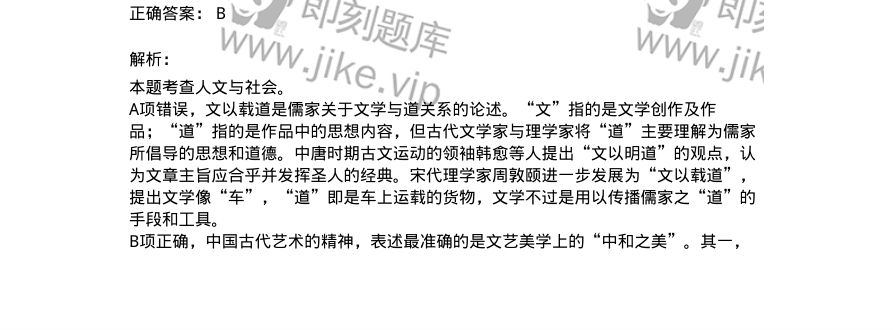 正确答案： B
即刻题库
www.jike.vip
解析：
本题考查人文与社会。
A项错误，文以载道是儒家关于文学与道关系的论述。“文”指的是文学创作及作
品；“道”指的是作品中的思想内容，但古代文学家与理学家将“道”主要理解为儒家
所倡导的思想和道德。中唐时期古文运动的领袖韩愈等人提出“文以明道”的观点，认
为文章主旨应合乎并发挥圣人的经典。宋代理学家周敦颐进一步发展为“文以载道”，
提出文学像“车”，“道”即是车上运载的货物，文学不过是用以传播儒家之“道”的
手段和工具。
B项正确，中国古代艺术的精神，表述最准确的是文艺美学上的“中和之美”。其一，